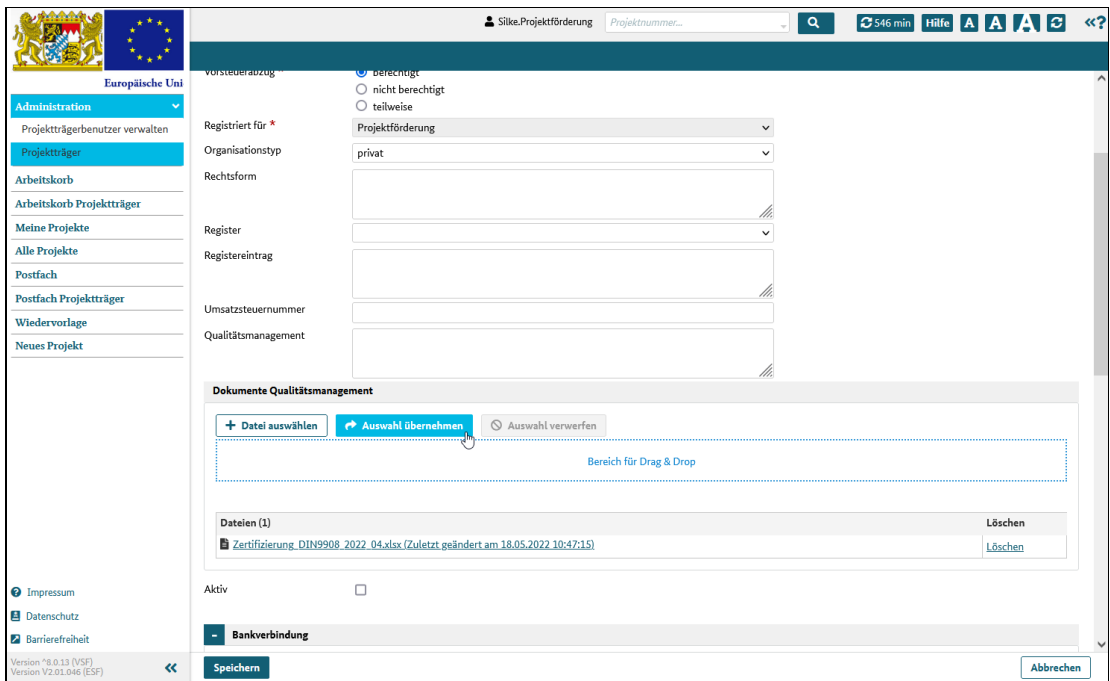 Silke.Projektförderung
Projektnummer...
546 min
Hilfe
A
A
A
«?
Europäische Uni
Administration
Projektträgerbenutzer verwalten
Projektträger
Arbeitskorb
Arbeitskorb Projektträger
Meine Projekte
Alle Projekte
Postfach
Postfach Projektträger
Wiedervorlage
Neues Projekt
Impressum
Datenschutz
Barrierefreiheit
Version ^8.0.13 (VSF)
Version V2.01.046 (ESF)
«
Vorsteuerabzug *
berechtigt
nicht berechtigt
teilweise
Registriert für *
Projektförderung
Organisationstyp
privat
Rechtsform
Register
Registereintrag
Umsatzsteuernummer
Qualitätsmanagement
Dokumente Qualitätsmanagement
+ Datei auswählen
Auswahl übernehmen
Auswahl verwerfen
Bereich für Drag & Drop
Dateien (1)
Löschen
Zertifizierung_DIN9908_2022_04.xlsx (Zuletzt geändert am 18.05.2022 10:47:15)
Löschen
Aktiv
- Bankverbindung
Speichern
Abbrechen